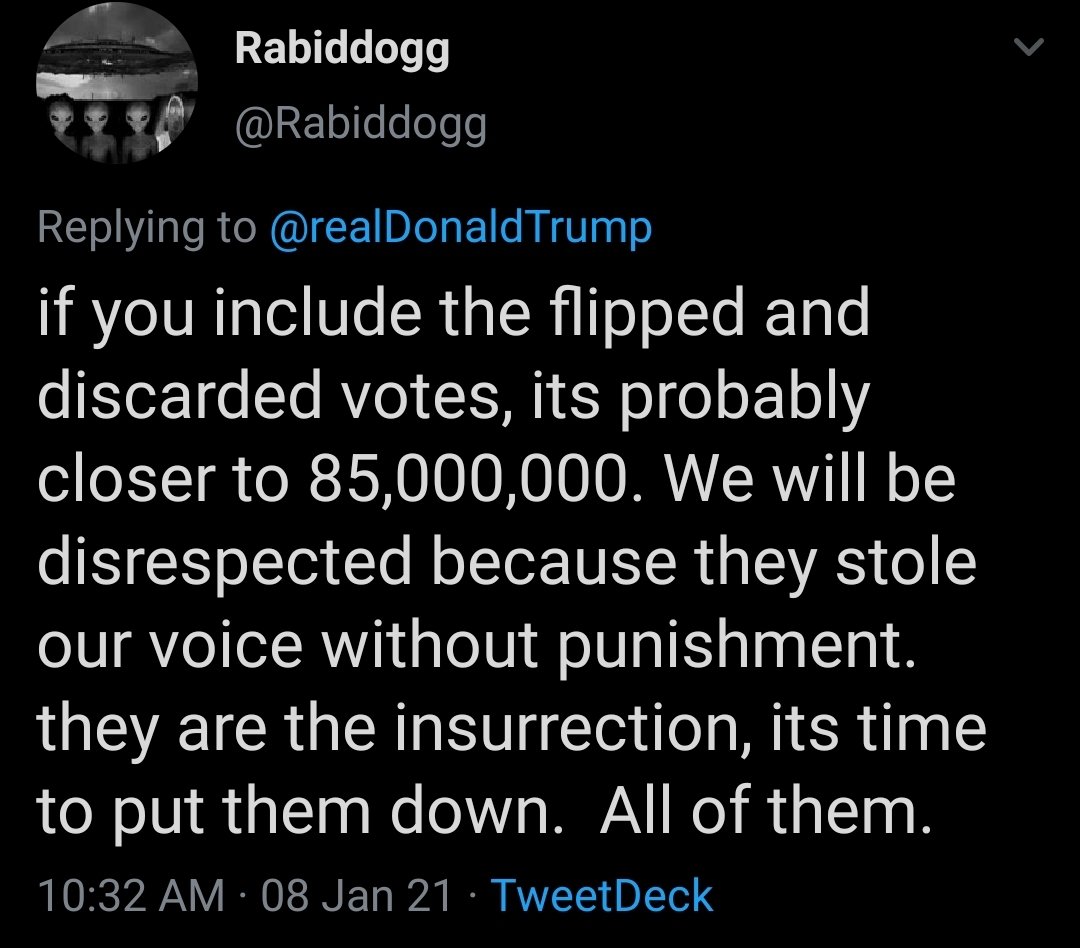 Rabiddogg
@Rabiddogg
Replying to @realDonaldTrump
if you include the flipped and
discarded votes, its probably
closer to 85,000,000. We will be
disrespected because they stole
our voice without punishment.
they are the insurrection, its time
to put them down.  All of them.
10:32 AM · 08 Jan 21 · TweetDeck